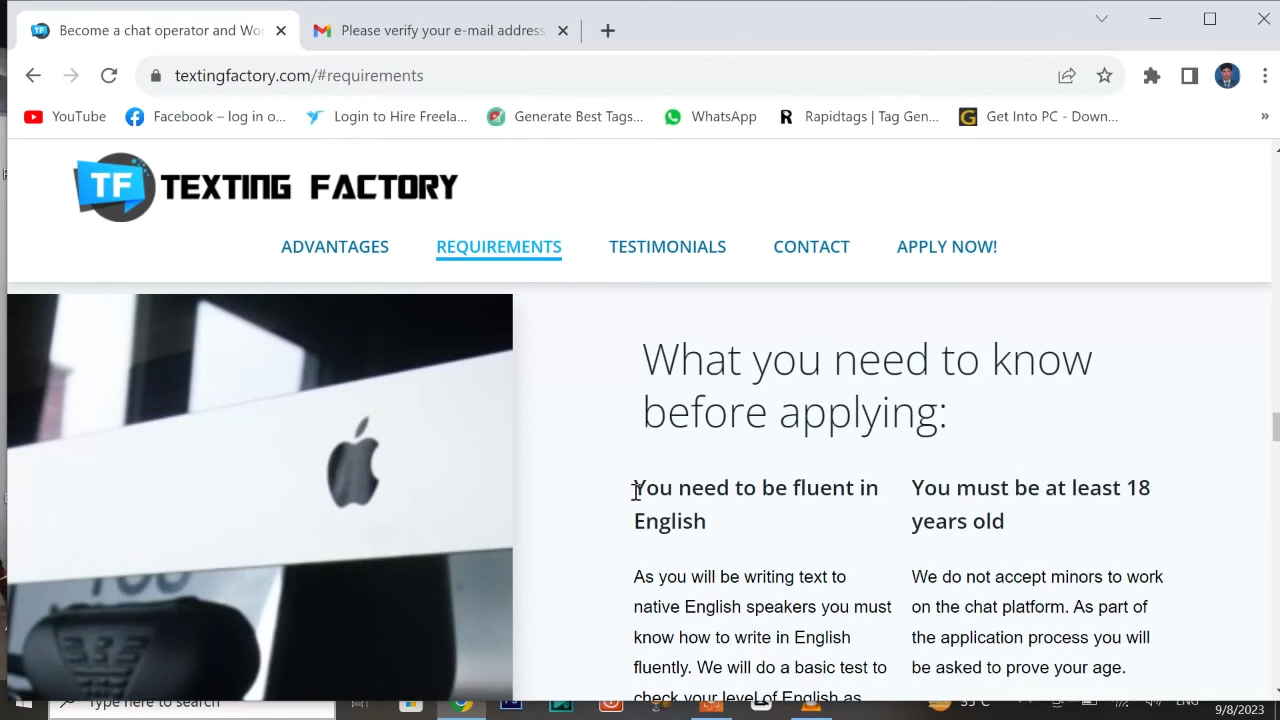 Become a chat operator and Wo
Please verify your e-mail address
textingfactory.com/#requirements
YouTube
Facebook – log in o...
Login to Hire Freela...
Generate Best Tags...
WhatsApp
R
Rapidtags | Tag Gen...
G
Get Into PC - Down...
»
TF TEXTING FACTORY
ADVANTAGES
REQUIREMENTS
TESTIMONIALS
CONTACT
APPLY NOW!
What you need to know
before applying:
You need to be fluent in
English
As you will be writing text to
native English speakers you must
know how to write in English
fluently. We will do a basic test to
check your level of English as
You must be at least 18
years old
We do not accept minors to work
on the chat platform. As part of
the application process you will
be asked to prove your age.
Type here to search
9/8/2023